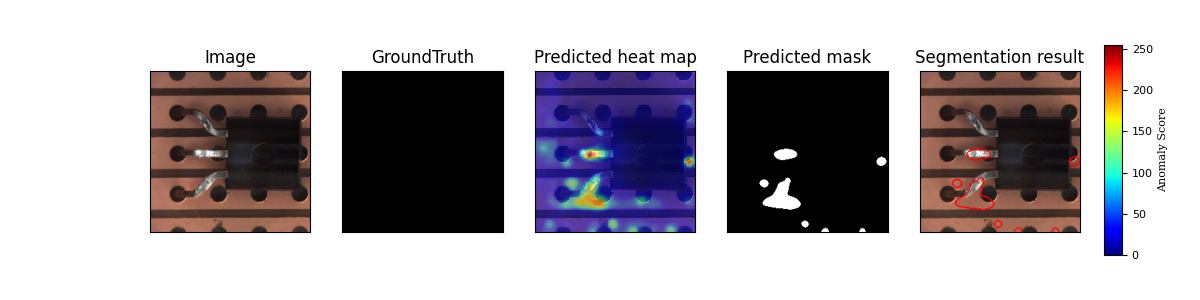 Image
GroundTruth
Predicted heat map
Predicted mask
Segmentation result
250
200
150
100
50
0
Anomaly Score